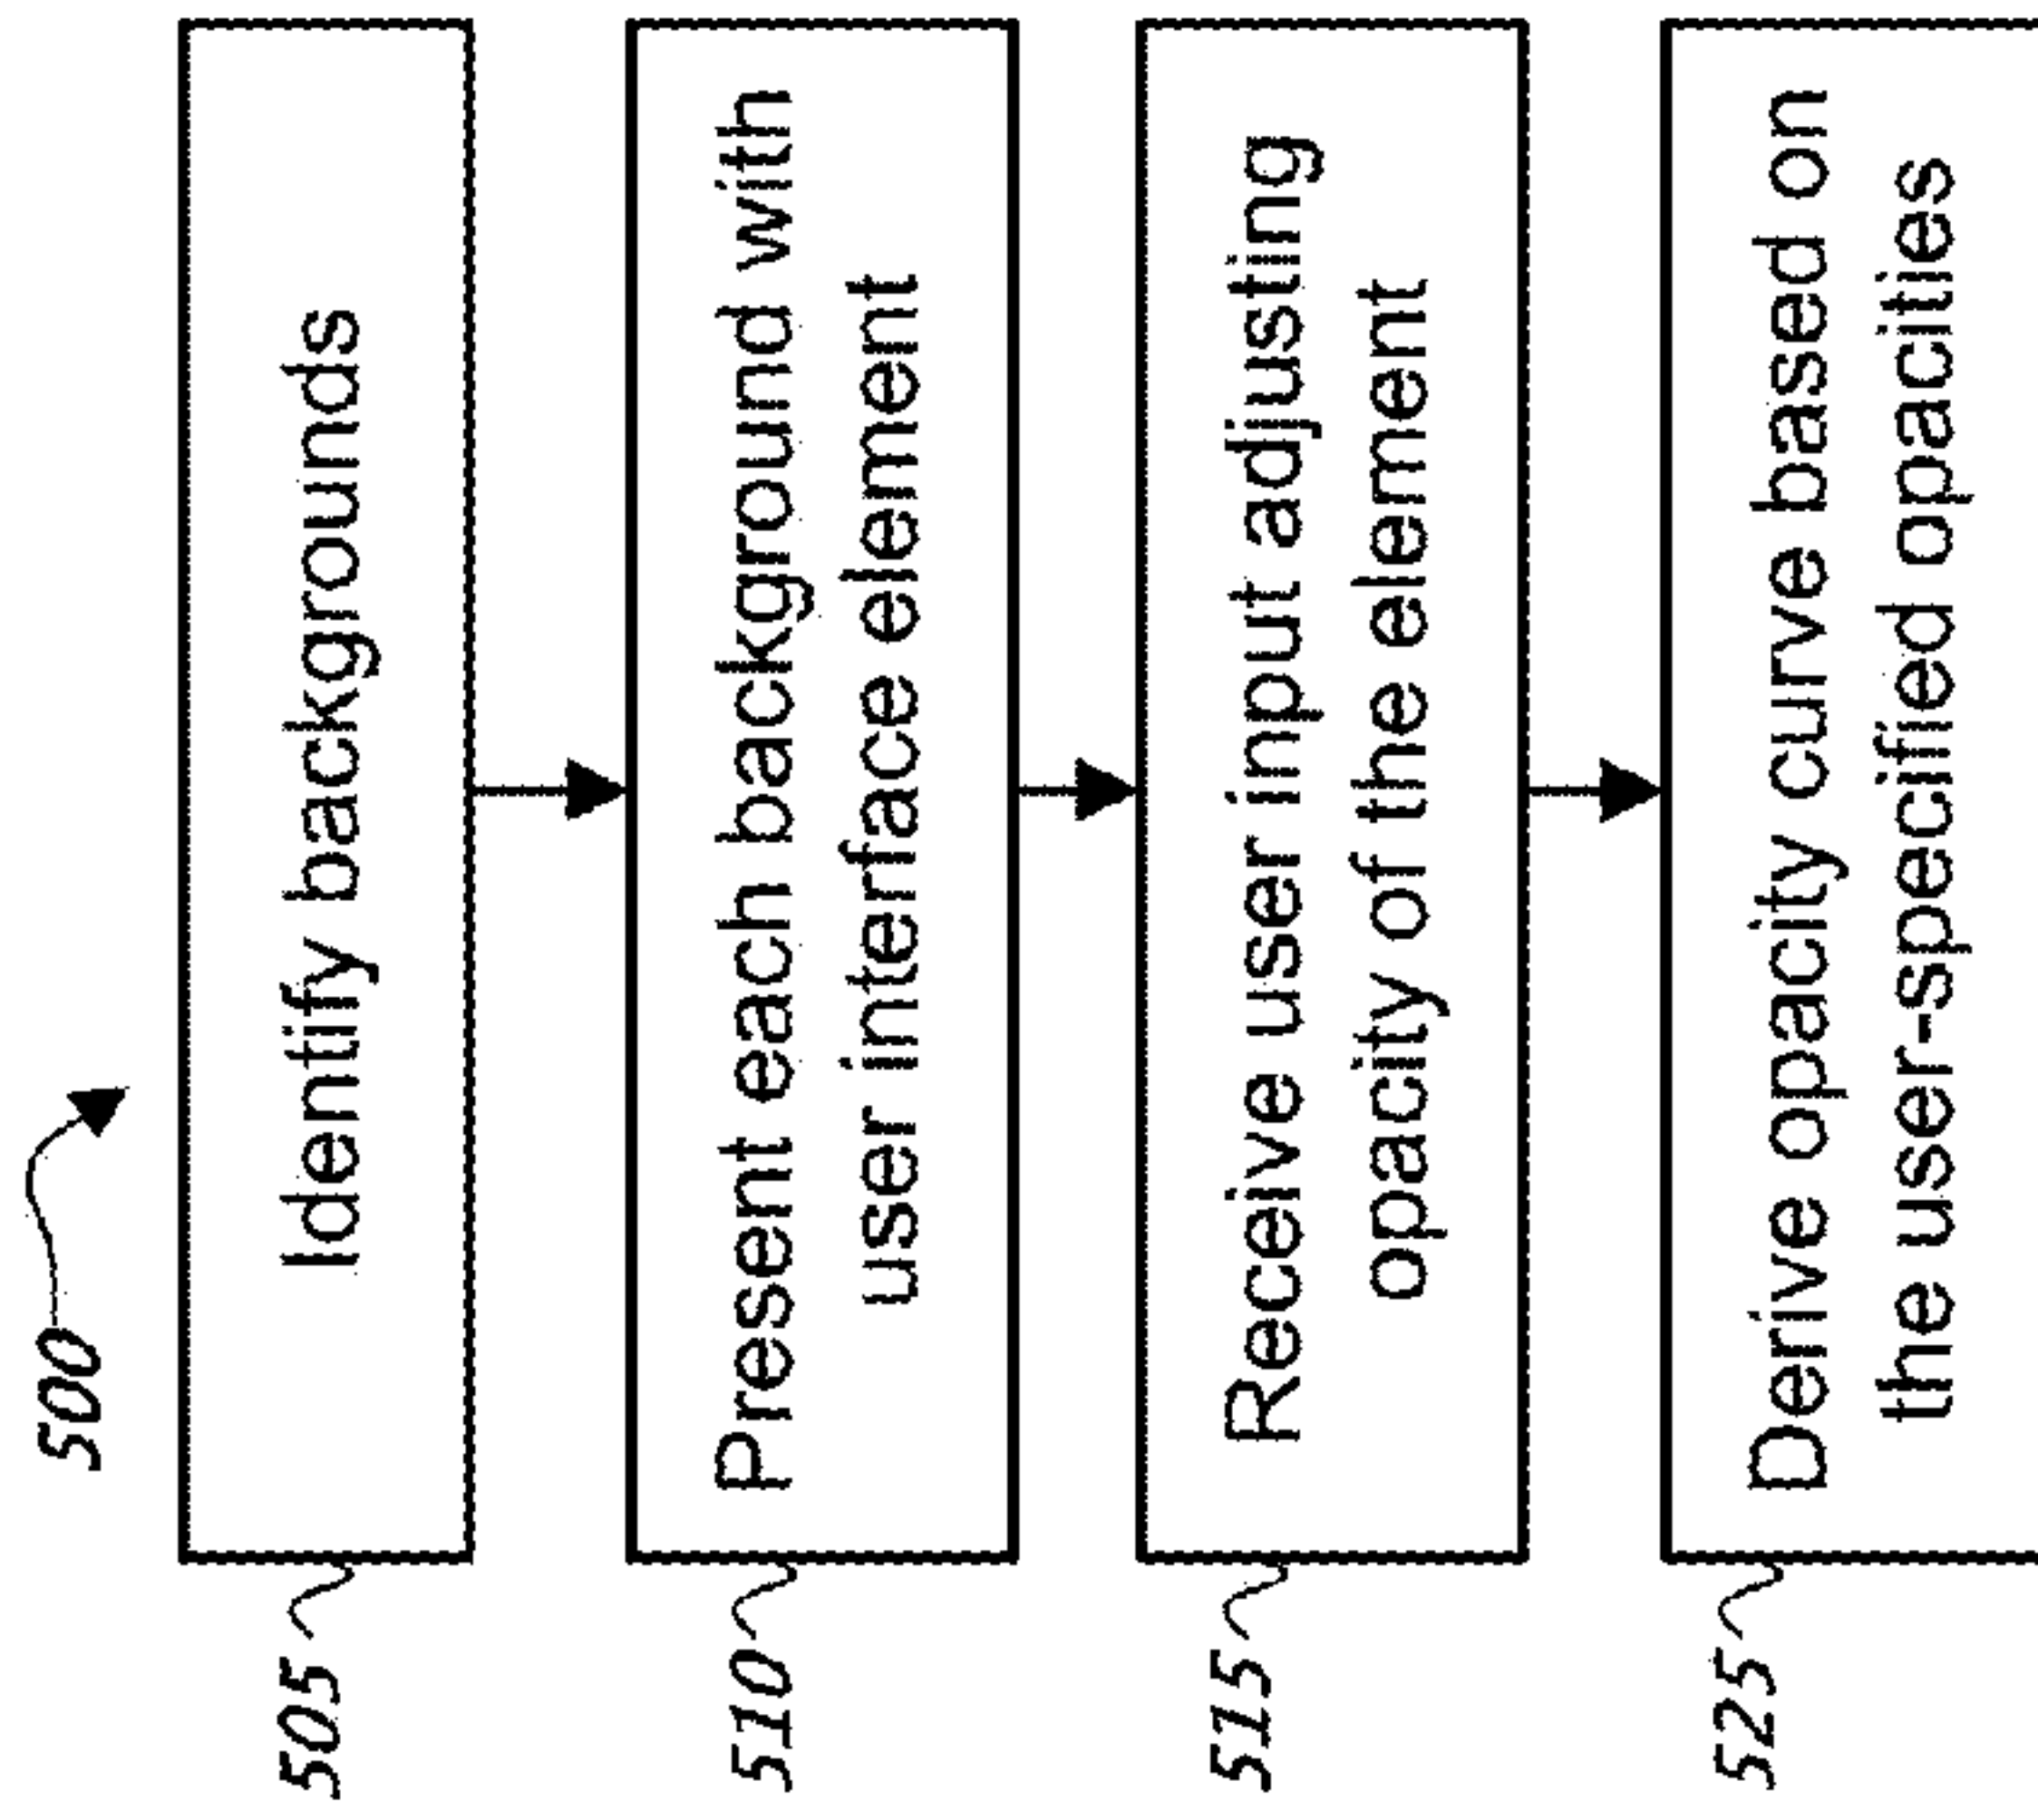 500
505
Identify backgrounds
510
Present each background with
user interface element
515
Receive user input adjusting
opacity of the element
525
Derive opacity curve based on
the user-specified opacities